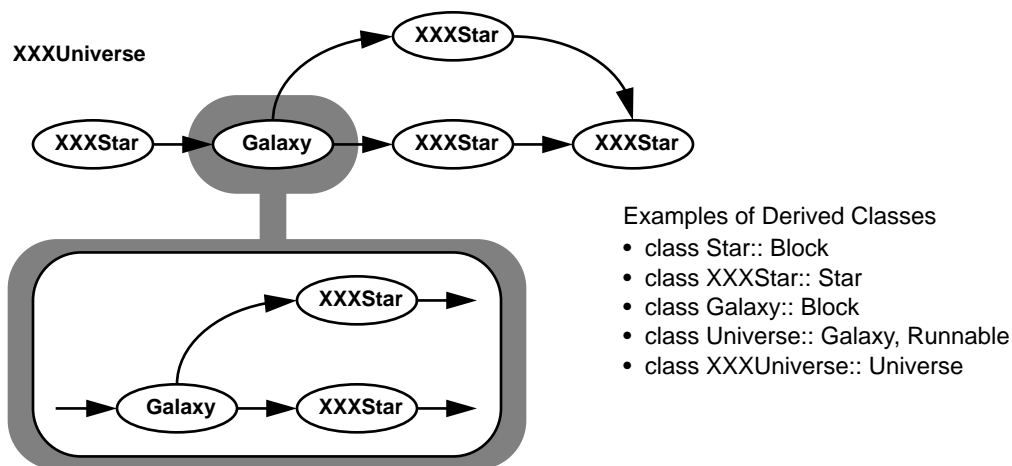 XXXStar
XXXUniverse
XXXStar
Galaxy
XXXStar
XXXStar
Examples of Derived Classes
• class Star:: Block
• class XXXStar:: Star
• class Galaxy:: Block
• class Universe:: Galaxy, Runnable
• class XXXUniverse:: Universe
XXXStar
Galaxy
XXXStar